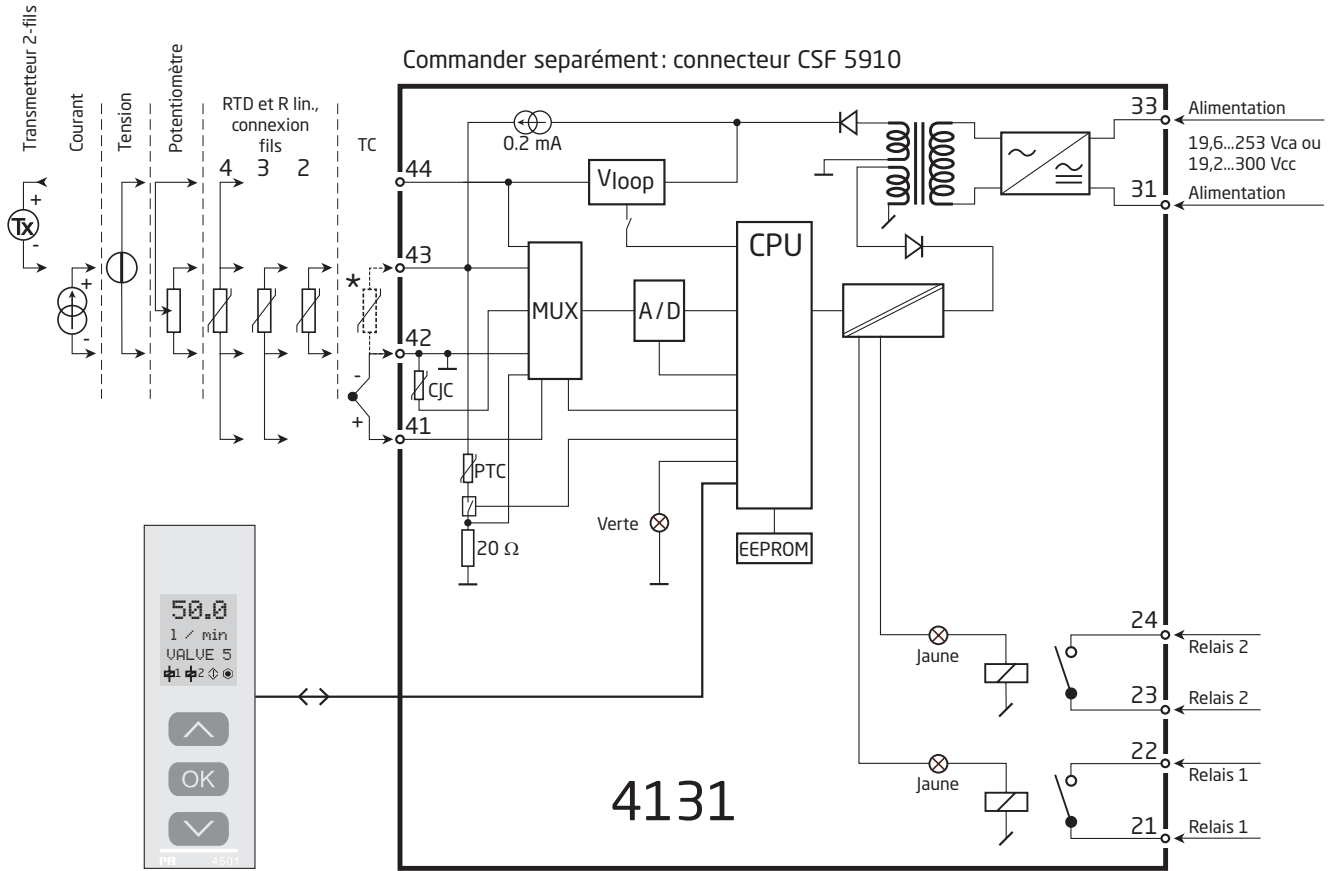 Commander separément: connecteur CSF 5910
Transmetteur 2-fils
Courant
Tension
Potentiomètre
RTD et R lin.,
connexion
fils
4 3 2
TC
+
Tx
-
+
-
*
-
+
44
43
42
41
0.2 mA
Vloop
MUX
A/D
CPU
CJC
PTC
20 Ω
Verte
EEPROM
33
Alimentation
19,6...253 Vca ou
19,2...300 Vcc
31
Alimentation
24
Relais 2
Jaune
23
Relais 2
22
Relais 1
Jaune
21
Relais 1
4131
50.0
l / min
VALVE 5
1 2
OK
PR 4501